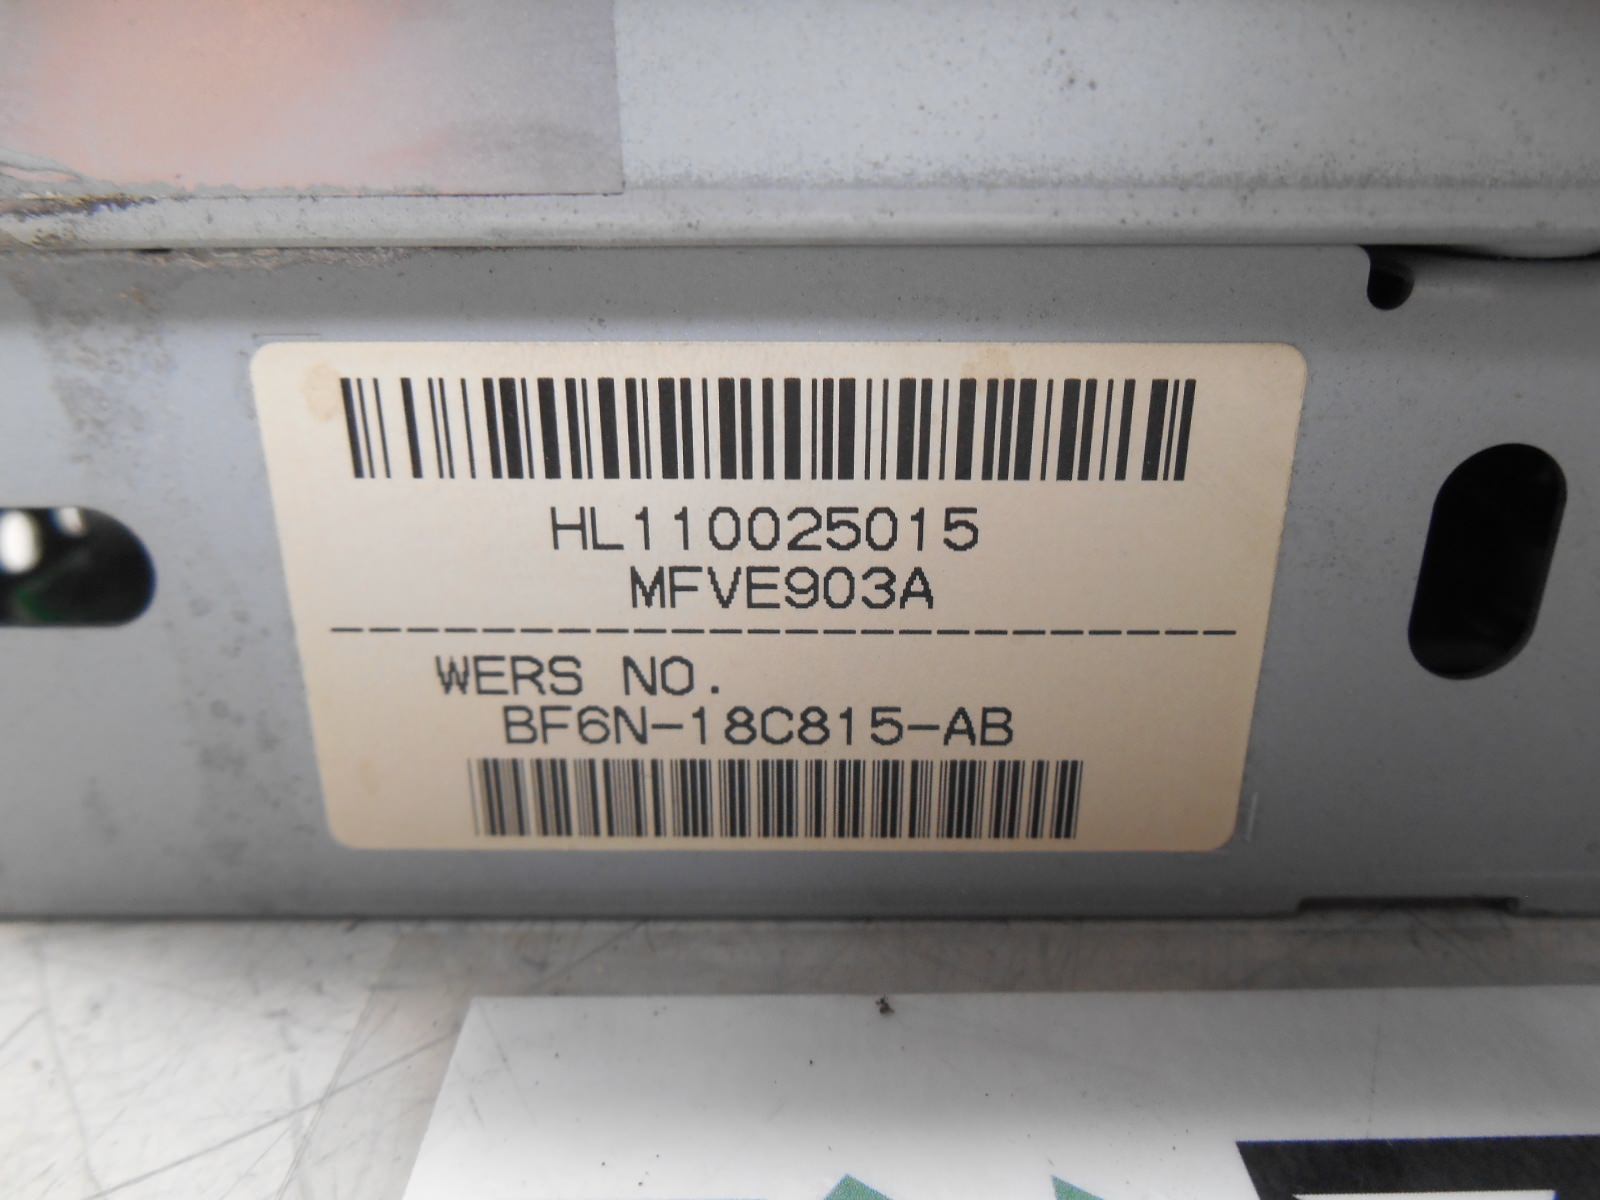 HL110025015
MFVE903A
WERS NO.
BF6N-18C815-AB